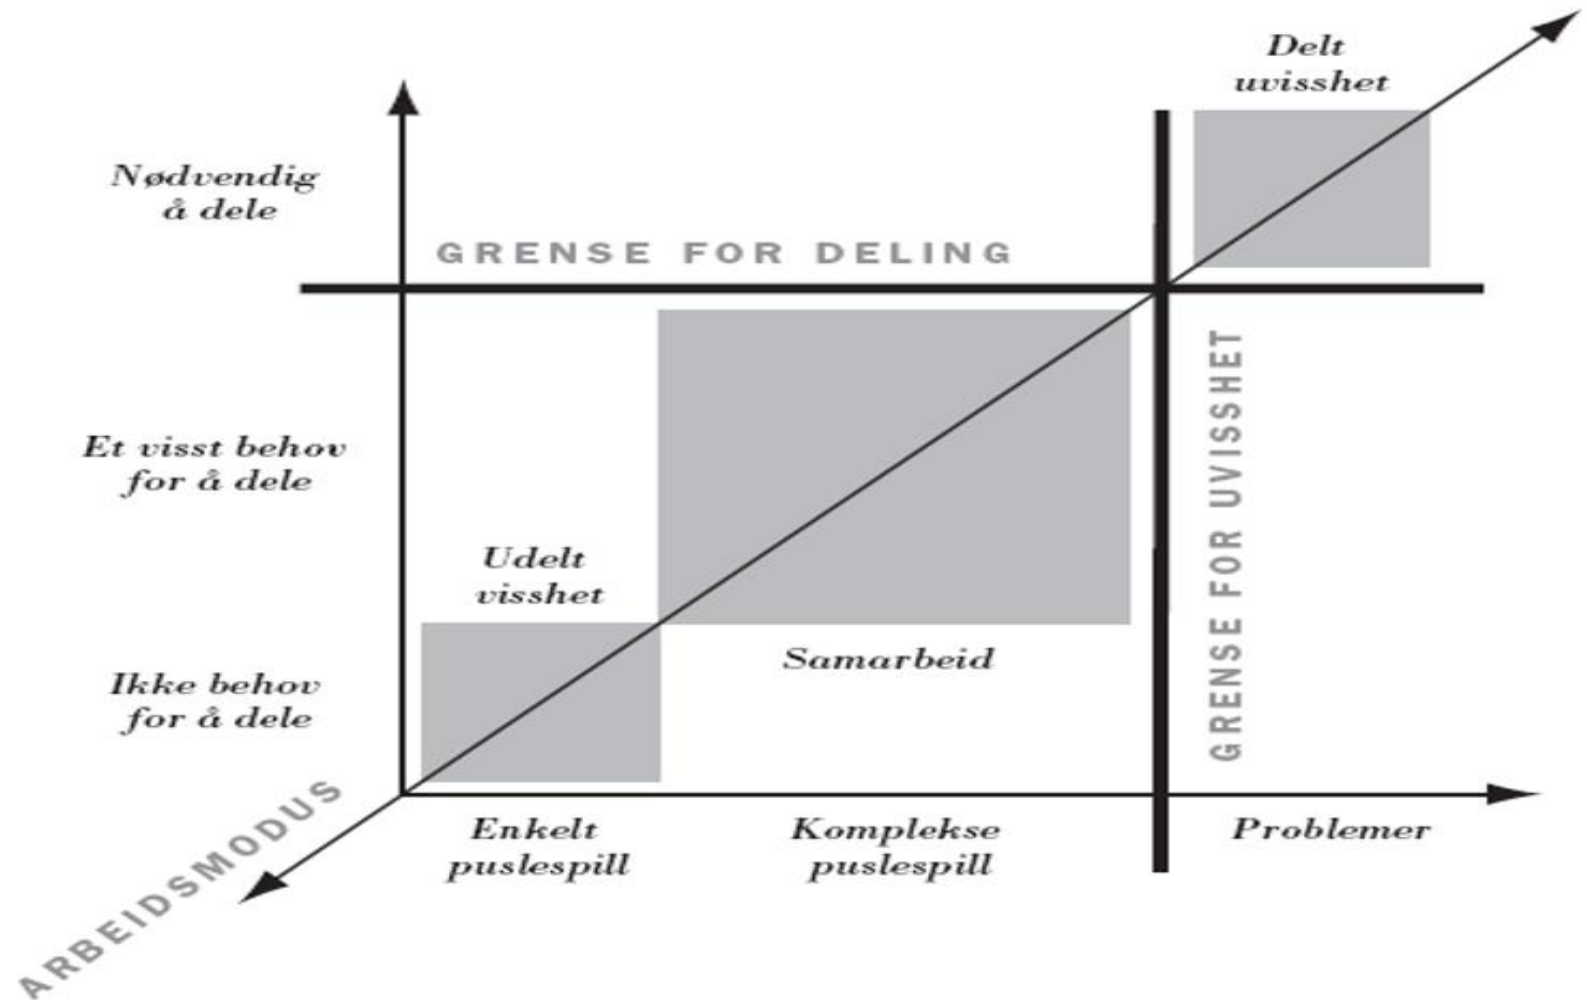 Delt
uvisshet
Nødvendig
å dele
GRENSE FOR DELING
GRENSE FOR UVISSHET
Et visst behov
for å dele
Udelt
visshet
Samarbeid
Ikke behov
for å dele
ARBEIDSMODUS
Enkelt
puslespill
Komplekse
puslespill
Problemer